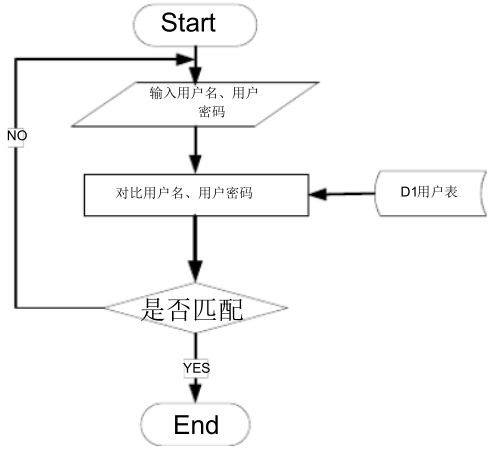 Start
输入用户名、用户
密码
NO
对比用户名、用户密码
D1用户表
是否匹配
YES
End